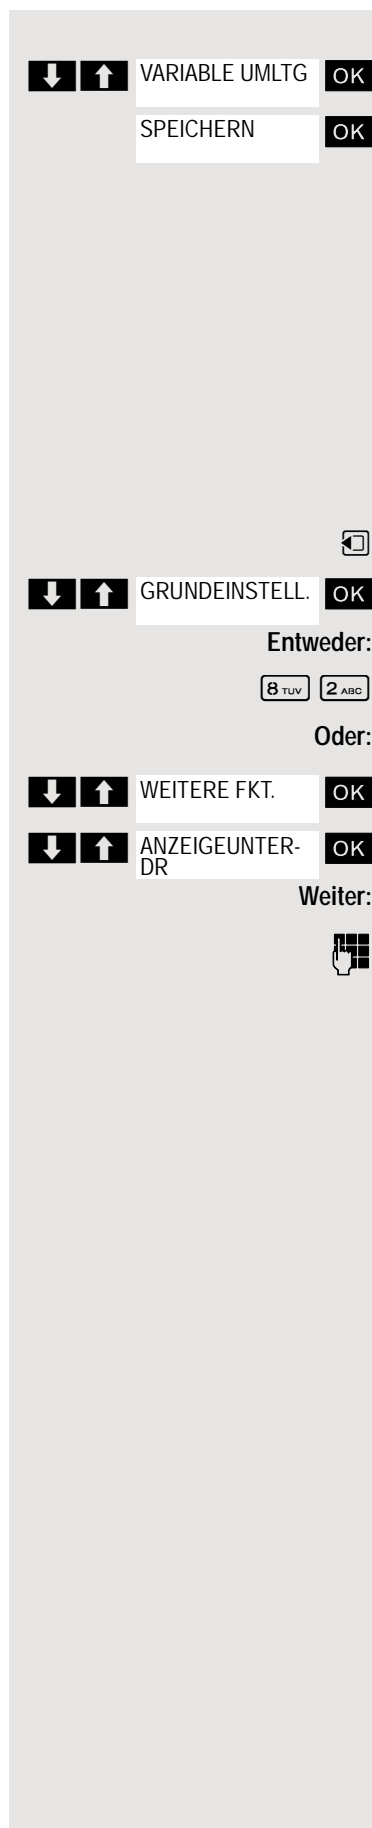 VARIABLE UMLTG OK
SPEICHERN OK
GRUNDEINSTELL. OK
Entweder:
8 TUV 2 ABC
Oder:
WEITERE FKT. OK
ANZEIGEUNTER- OK
DR
Weiter: